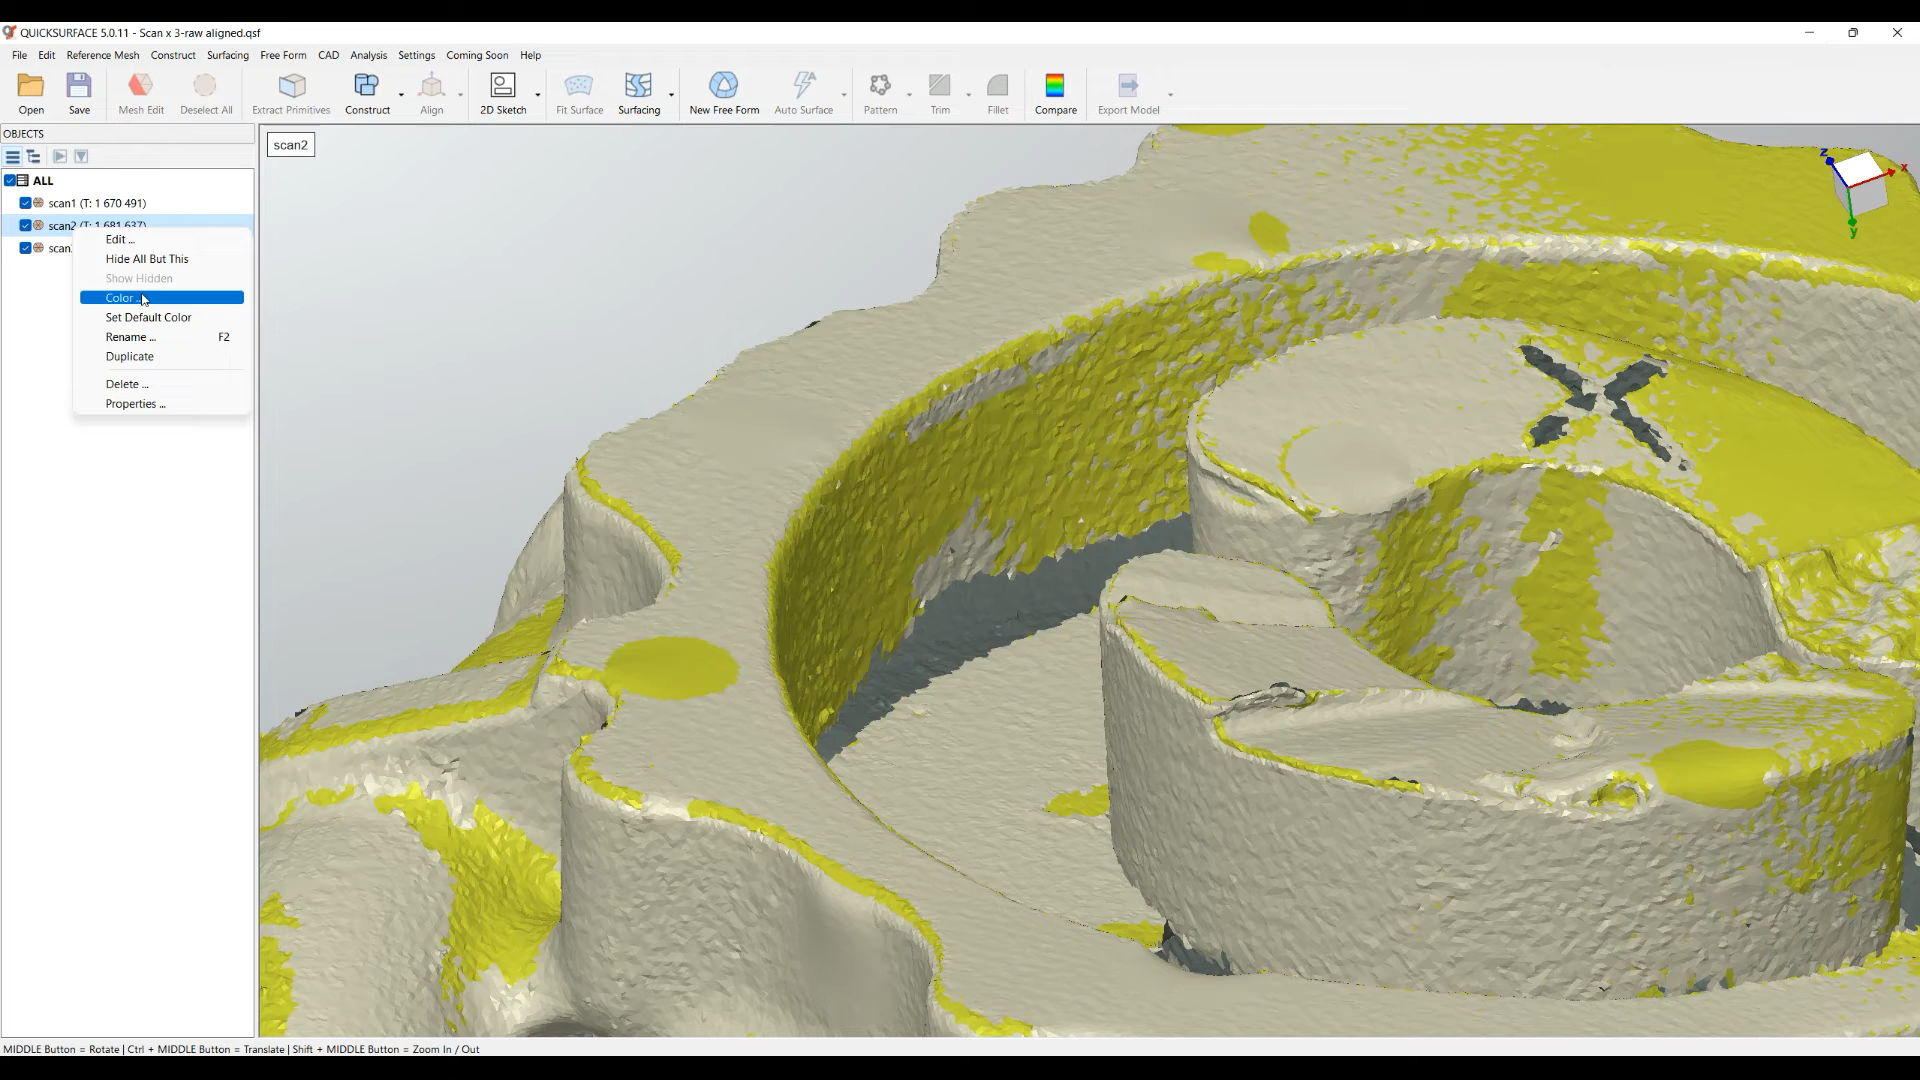 QUICKSURFACE 5.0.11 - Scan x 3-raw aligned.qsf
File Edit Reference Mesh Construct Surfacing Free Form CAD Analysis Settings Coming Soon Help
Open Save Mesh Edit Deselect All Extract Primitives Construct Align 2D Sketch Fit Surface Surfacing New Free Form Auto Surface Pattern Trim Fillet Compare Export Model
OBJECTS
scan2
ALL
scan1 (T: 1 670 491)
scan2 (T: 1 681 637)
scan
Edit ...
Hide All But This
Show Hidden
Color ...
Set Default Color
Rename ... F2
Duplicate
Delete ...
Properties ...
z
x
y
MIDDLE Button = Rotate | Ctrl + MIDDLE Button = Translate | Shift + MIDDLE Button = Zoom In / Out